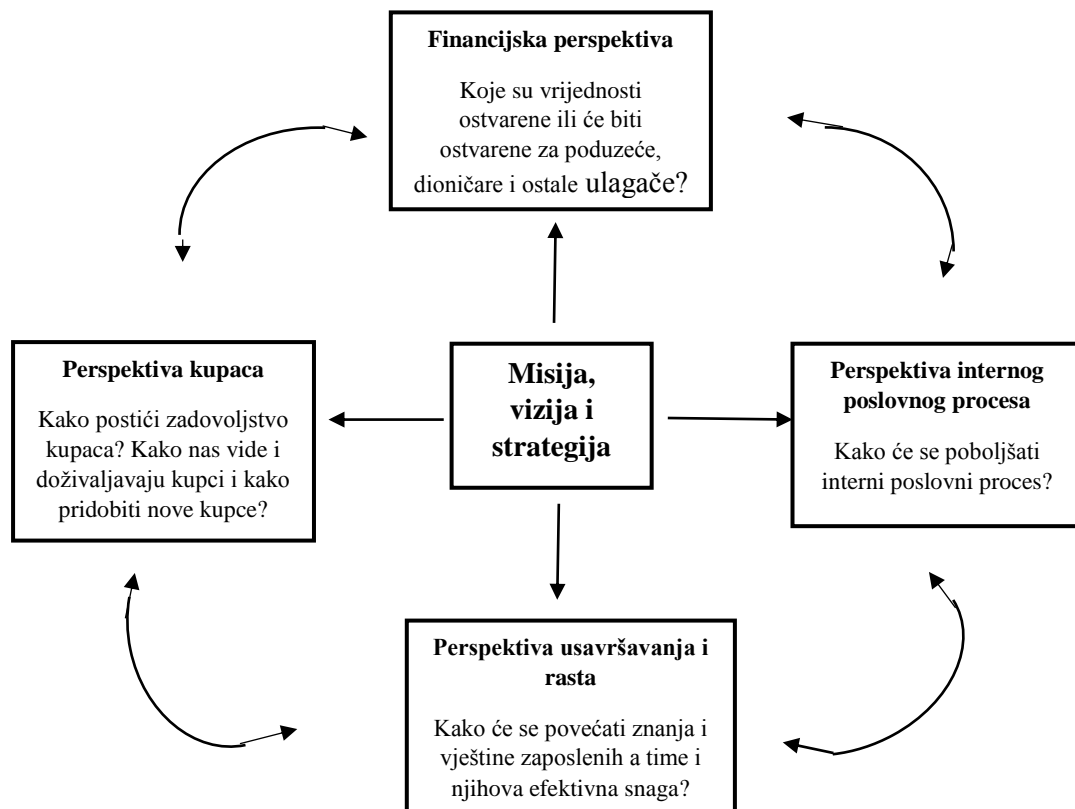 Financijska perspektiva
Koje su vrijednosti
ostvarene ili će biti
ostvarene za poduzeće,
dioničare i ostale ulagače?
Perspektiva kupaca
Kako postići zadovoljstvo
kupaca? Kako nas vide i
doživaljavaju kupci i kako
pridobiti nove kupce?
Misija,
vizija i
strategija
Perspektiva internog
poslovnog procesa
Kako će se poboljšati
interni poslovni proces?
Perspektiva usavršavanja i
rasta
Kako će se povećati znanja i
vještine zaposlenih a time i
njihova efektivna snaga?